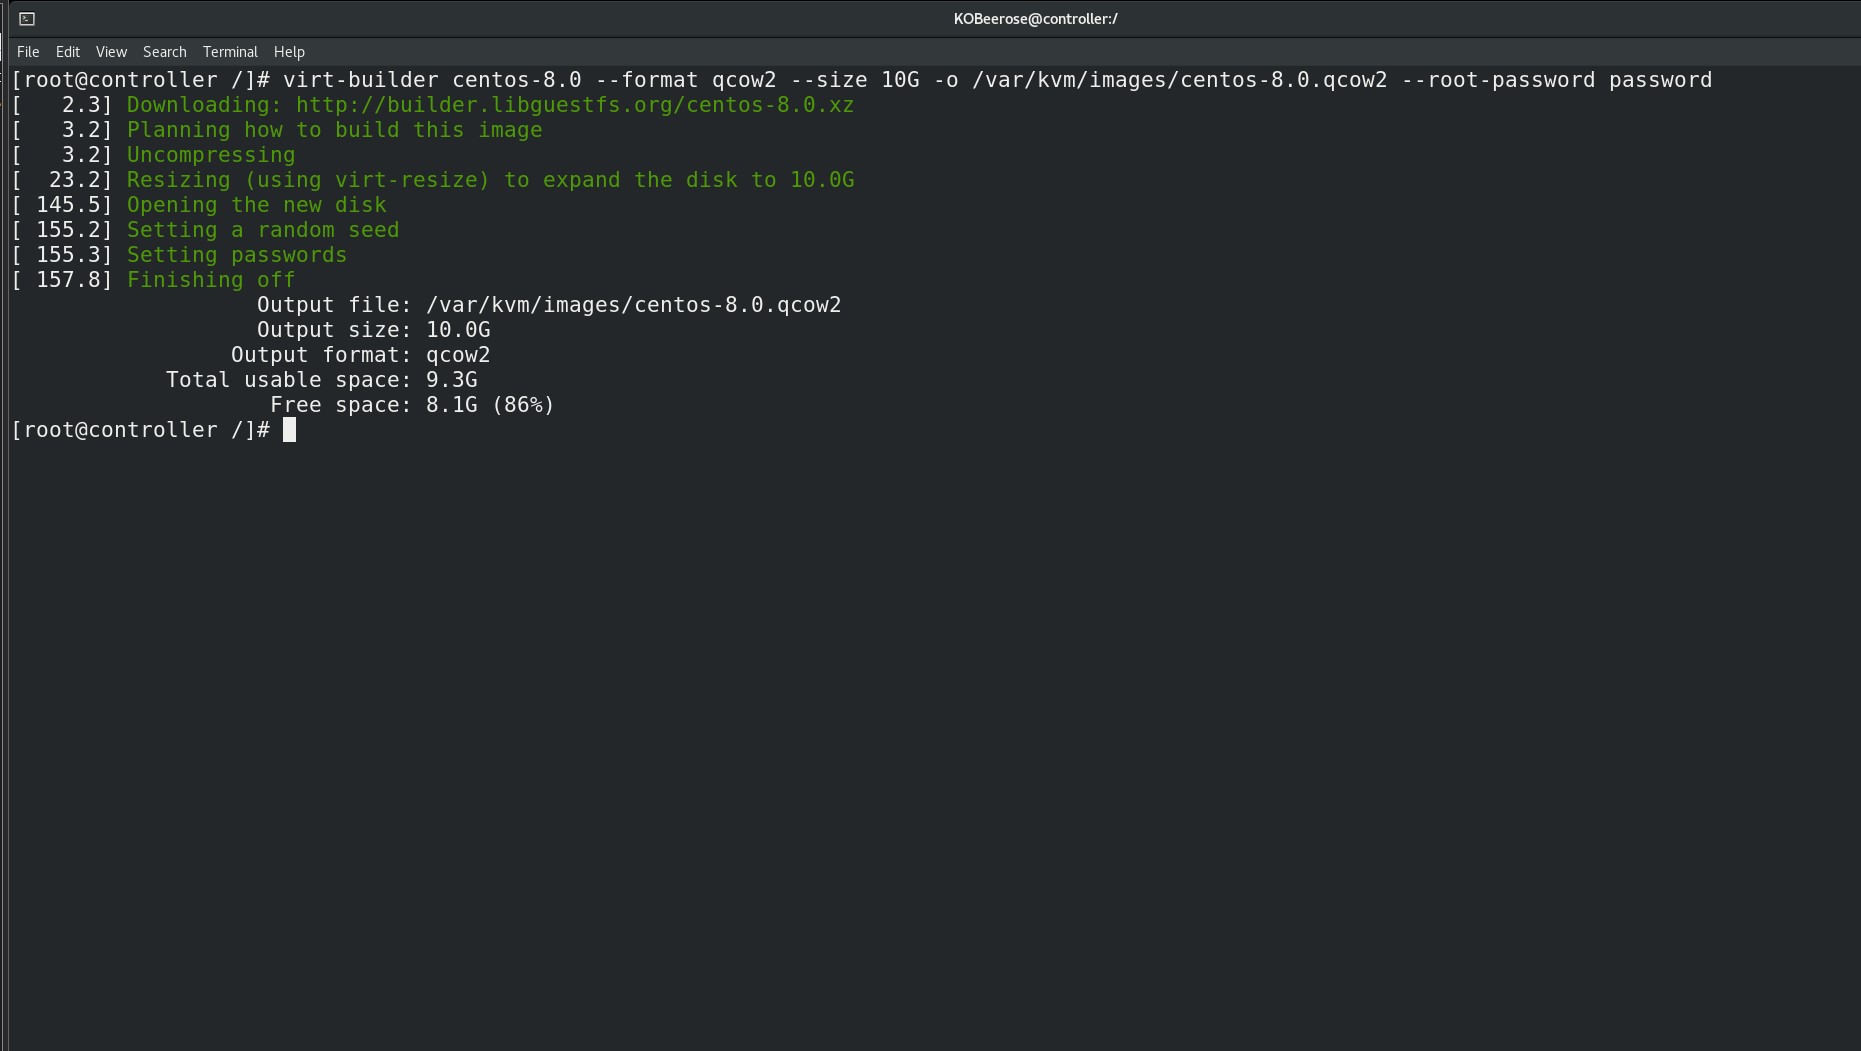 KOBeerose@controller:/
File Edit View Search Terminal Help
[root@controller /]# virt-builder centos-8.0 --format qcow2 --size 10G -o /var/kvm/images/centos-8.0.qcow2 --root-password password
[   2.3] Downloading: http://builder.libguestfs.org/centos-8.0.xz
[   3.2] Planning how to build this image
[   3.2] Uncompressing
[  23.2] Resizing (using virt-resize) to expand the disk to 10.0G
[ 145.5] Opening the new disk
[ 155.2] Setting a random seed
[ 155.3] Setting passwords
[ 157.8] Finishing off
                   Output file: /var/kvm/images/centos-8.0.qcow2
                   Output size: 10.0G
                 Output format: qcow2
            Total usable space: 9.3G
                    Free space: 8.1G (86%)
[root@controller /]#